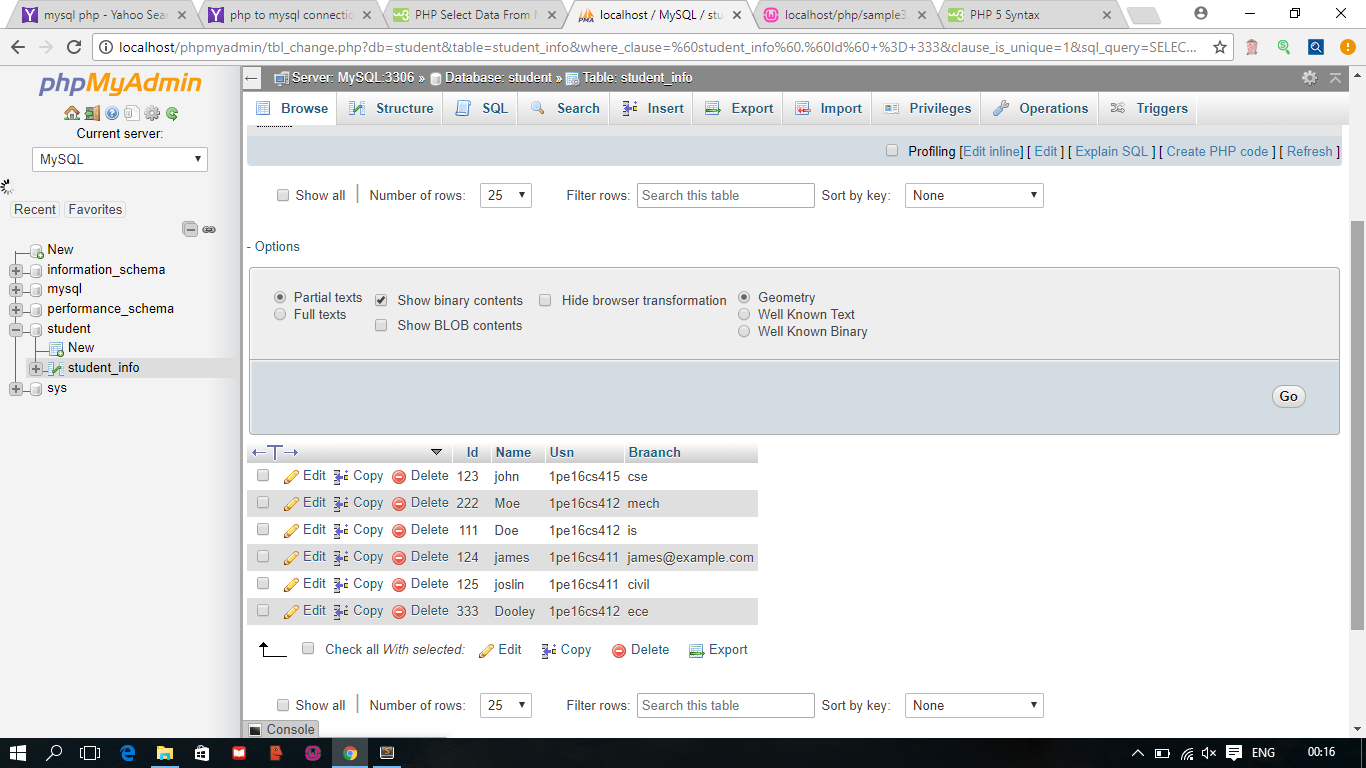 mysql php - Yahoo Sea
php to mysql connectio
PHP Select Data From M
localhost / MySQL / stu
localhost/php/sample3
PHP 5 Syntax
localhost/phpmyadmin/tbl_change.php?db=student&table=student_info&where_clause=%60student_info%60.%60Id%60+%3D+333&clause_is_unique=1&sql_query=SELEC...
phpMyAdmin
Current server:
MySQL
Recent Favorites
New
information_schema
mysql
performance_schema
student
New
student_info
sys
Server: MySQL:3306 » Database: student » Table: student_info
Browse Structure SQL Search Insert Export Import Privileges Operations Triggers
Profiling [Edit inline] [ Edit ] [ Explain SQL ] [ Create PHP code ] [ Refresh ]
Show all Number of rows: 25 Filter rows: Search this table Sort by key: None
- Options
Partial texts Show binary contents Hide browser transformation Geometry
Full texts Show BLOB contents Well Known Text
Well Known Binary
Go
Id Name Usn Braanch
Edit Copy Delete 123 john 1pe16cs415 cse
Edit Copy Delete 222 Moe 1pe16cs412 mech
Edit Copy Delete 111 Doe 1pe16cs412 is
Edit Copy Delete 124 james 1pe16cs411 james@example.com
Edit Copy Delete 125 joslin 1pe16cs411 civil
Edit Copy Delete 333 Dooley 1pe16cs412 ece
Check all With selected: Edit Copy Delete Export
Show all Number of rows: 25 Filter rows: Search this table Sort by key: None
Console
ENG 00:16